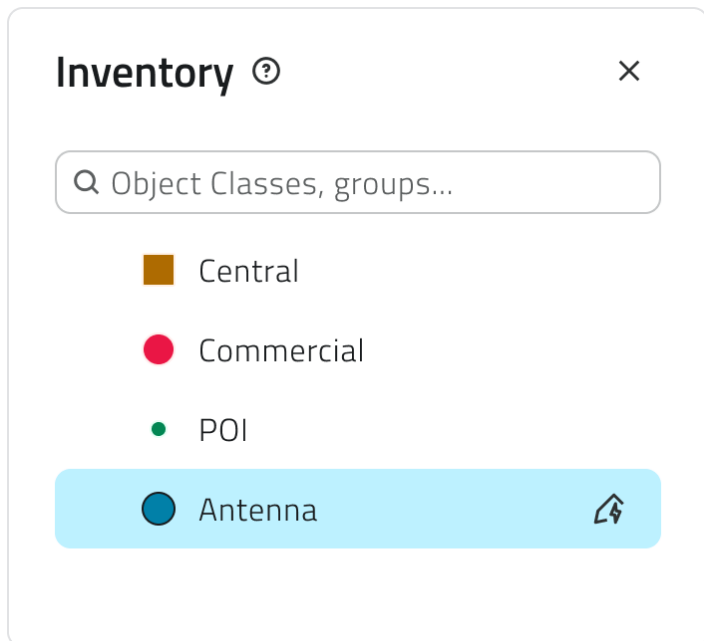 Inventory
Object Classes, groups...
Central
Commercial
POI
Antenna